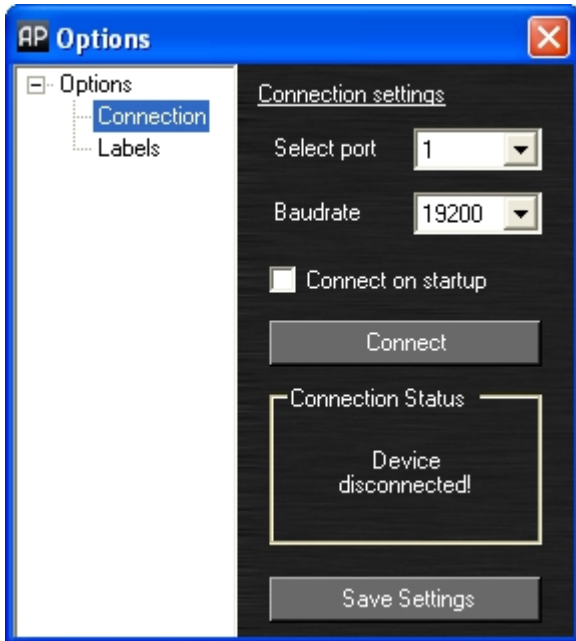 AP Options
Options
Connection
Labels
Connection settings
Select port 1
Baudrate 19200
Connect on startup
Connect
Connection Status
Device
disconnected!
Save Settings